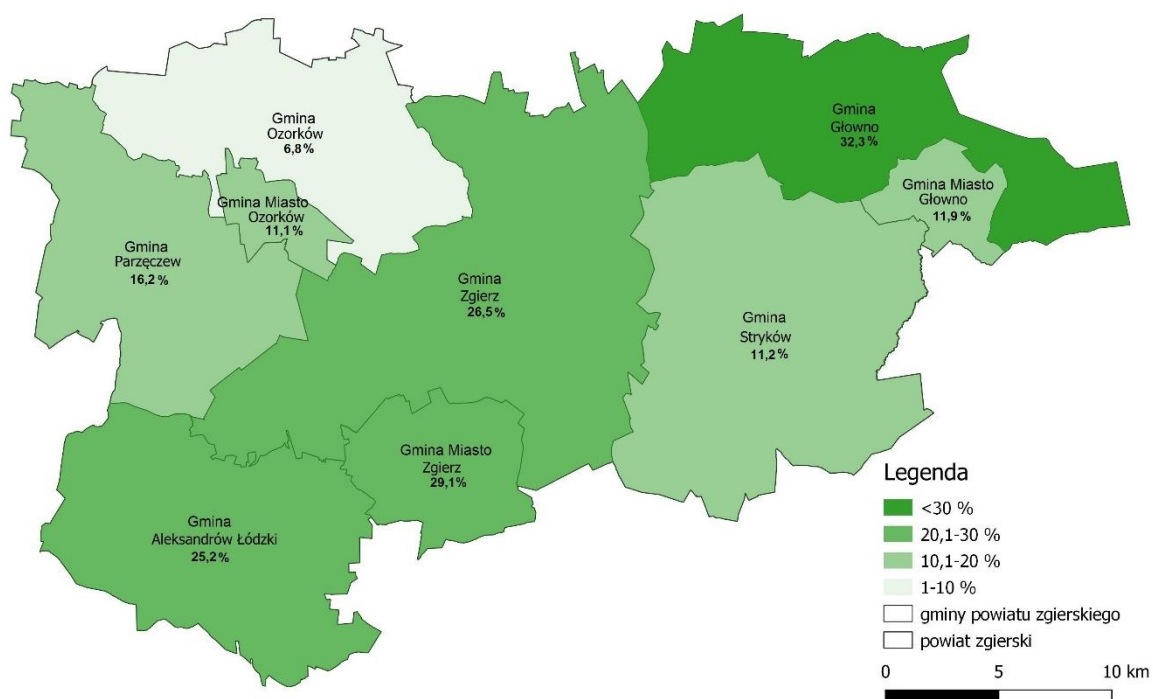 Gmina
Ozorków
6,8%
Gmina
Głowno
32,3%
Gmina Miasto
Głowno
11,9%
Gmina Miasto
Ozorków
11,1%
Gmina
Parzęczew
16,2%
Gmina
Zgierz
26,5%
Gmina
Stryków
11,2%
Gmina Miasto
Zgierz
29,1%
Gmina
Aleksandrów Łódzki
25,2%
Legenda
<30 %
20,1-30 %
10,1-20 %
1-10 %
gminy powiatu zgierskiego
powiat zgierski
0 5 10 km